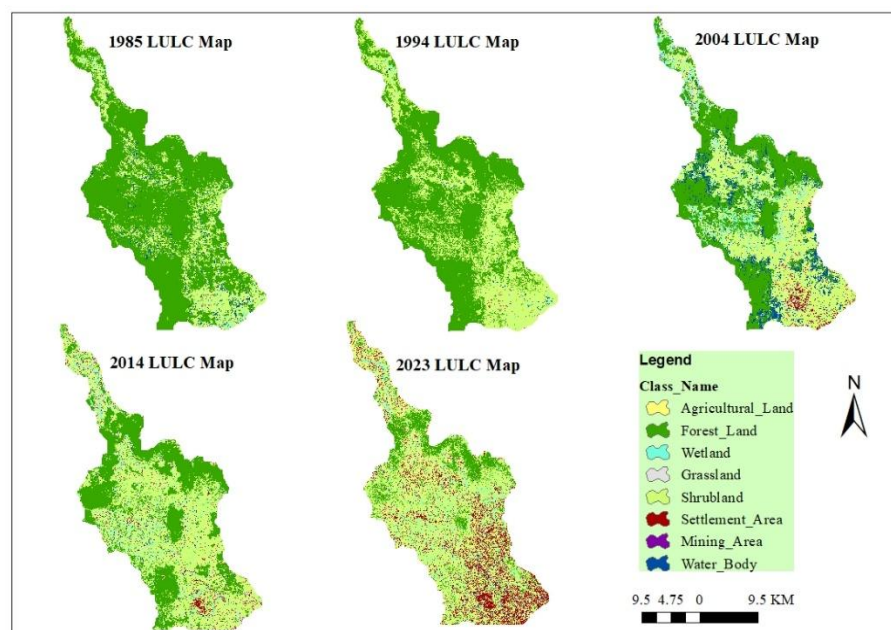 1985 LULC Map
1994 LULC Map
2004 LULC Map
2014 LULC Map
2023 LULC Map
Legend
Class_Name
Agricultural_Land
Forest_Land
Wetland
Grassland
Shrubland
Settlement_Area
Mining_Area
Water_Body
N
9.5 4.75 0 9.5 KM